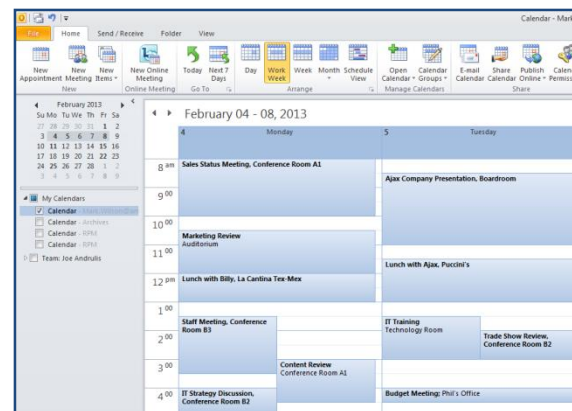 Calendar - Mark
File Home Send / Receive Folder View
New Appointment New Meeting New Items New Online Meeting Today Next 7 Days Day Work Week Week Month Schedule View Open Calendar Calendar Groups E-mail Calendar Share Calendar Publish Online Calen Permiss
New Online Meeting Go To Arrange Manage Calendars Share
February 2013
Su Mo Tu We Th Fr Sa
27 28 29 30 31 1 2
3 4 5 6 7 8 9
10 11 12 13 14 15 16
17 18 19 20 21 22 23
24 25 26 27 28 1 2
3 4 5 6 7 8 9
My Calendars
Calendar
Calendar - Archives
Calendar - RPM
Calendar - RPM
Team: Joe Andrulis
February 04 - 08, 2013
4 Monday 5 Tuesday
8 am Sales Status Meeting, Conference Room A1
Ajax Company Presentation, Boardroom
9 00
10 00
Marketing Review
Auditorium
11 00
Lunch with Ajax, Puccini's
12 pm Lunch with Billy, La Cantina Tex-Mex
1 00
Staff Meeting, Conference Room B3
IT Training
Technology Room
2 00
Trade Show Review, Conference Room B2
3 00
Content Review
Conference Room A1
4 00
IT Strategy Discussion, Conference Room B2
Budget Meeting; Phil's Office